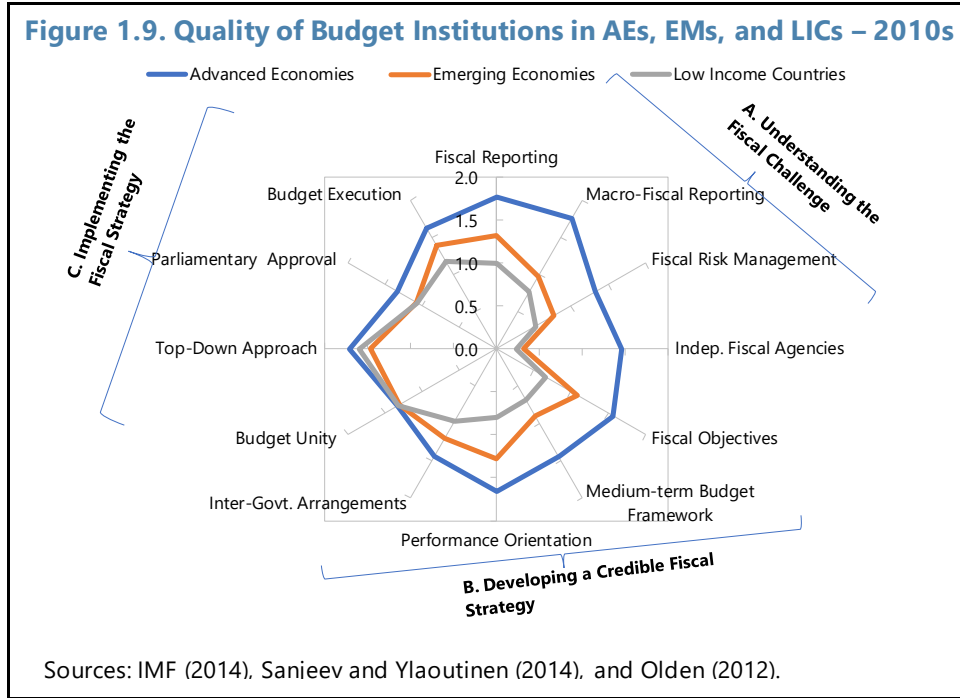 Figure 1.9. Quality of Budget Institutions in AEs, EMs, and LICs – 2010s
Advanced Economies
Emerging Economies
Low Income Countries
A. Understanding the
Fiscal Challenge
C. Implementing the
Fiscal Strategy
Fiscal Reporting
Budget Execution
Macro-Fiscal Reporting
Parliamentary Approval
Fiscal Risk Management
Top-Down Approach
Indep. Fiscal Agencies
Budget Unity
Fiscal Objectives
Inter-Govt. Arrangements
Medium-term Budget
Framework
Performance Orientation
2.0
1.5
1.0
0.5
0.0
B. Developing a Credible Fiscal
Strategy
Sources: IMF (2014), Sanjeev and Ylaoutinen (2014), and Olden (2012).